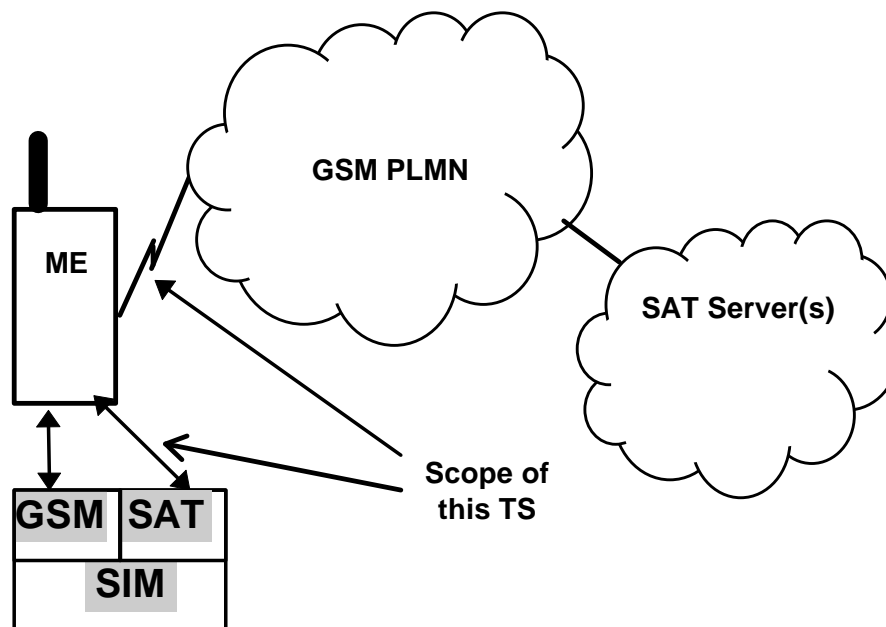 GSM PLMN
ME
SAT Server(s)
Scope of
this TS
GSM
SAT
SIM